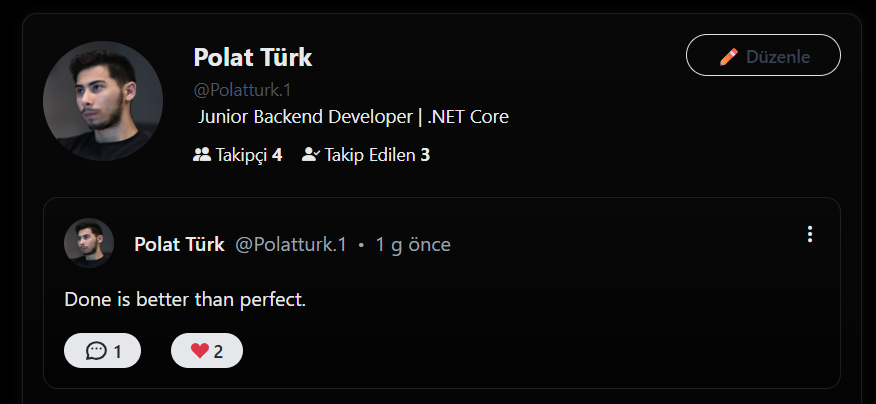 Polat Türk
Düzenle
@Polatturk.1
Junior Backend Developer | .NET Core
Takipçi 4 Takip Edilen 3
Polat Türk @Polatturk.1 • 1 g önce
Done is better than perfect.
1 2